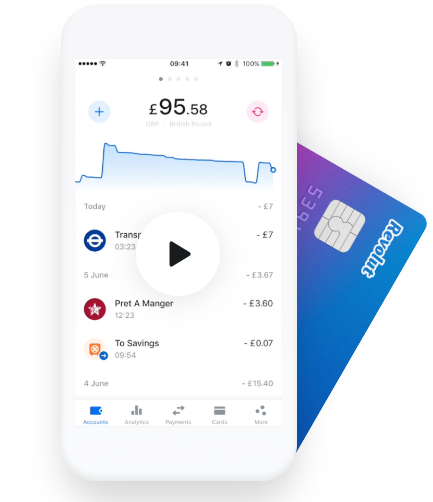 09:41
100%
£95.58
GBP · British Pound
Today
- £7
Transp
- £7
03:23
5 June
- £3.67
Pret A Manger
- £3.60
12:23
To Savings
- £0.07
09:54
4 June
- £15.40
Accounts
Analytics
Payments
Cards
More
5391
Revolut